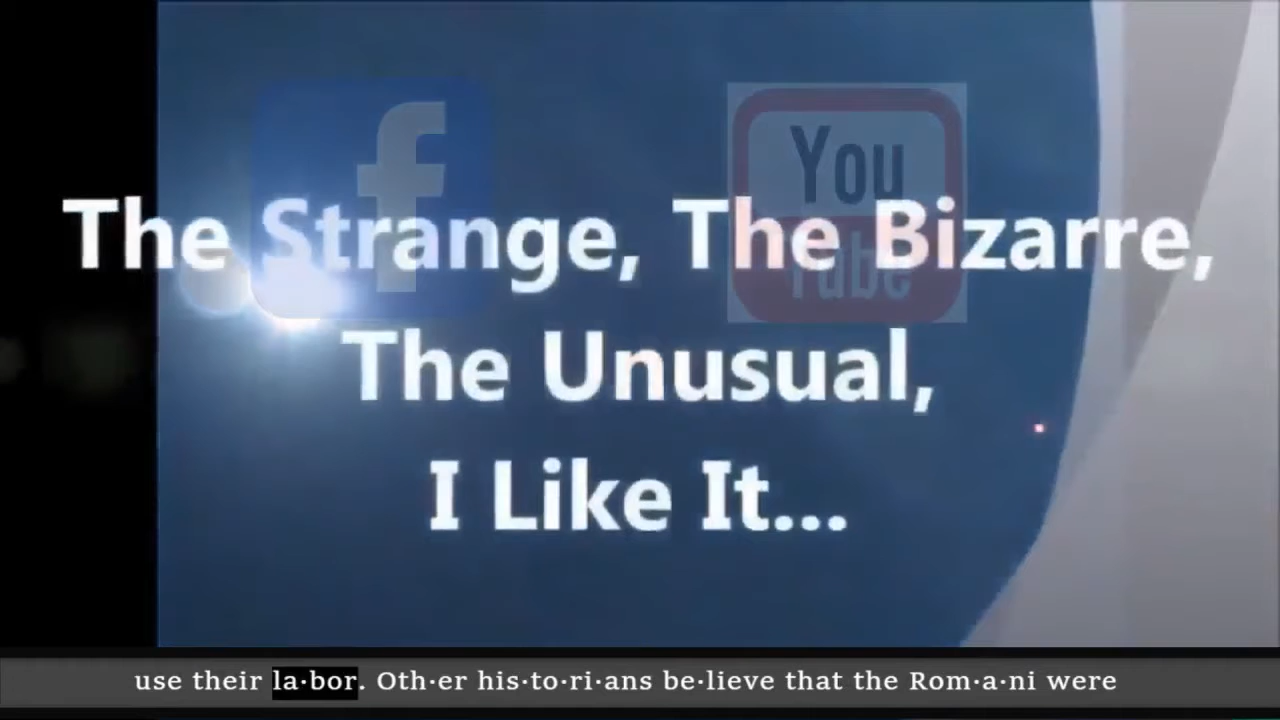 f
You
Tube
The Strange, The Bizarre,
The Unusual,
I Like It...
use their la·bor. Oth·er his·to·ri·ans be·lieve that the Rom·a·ni were